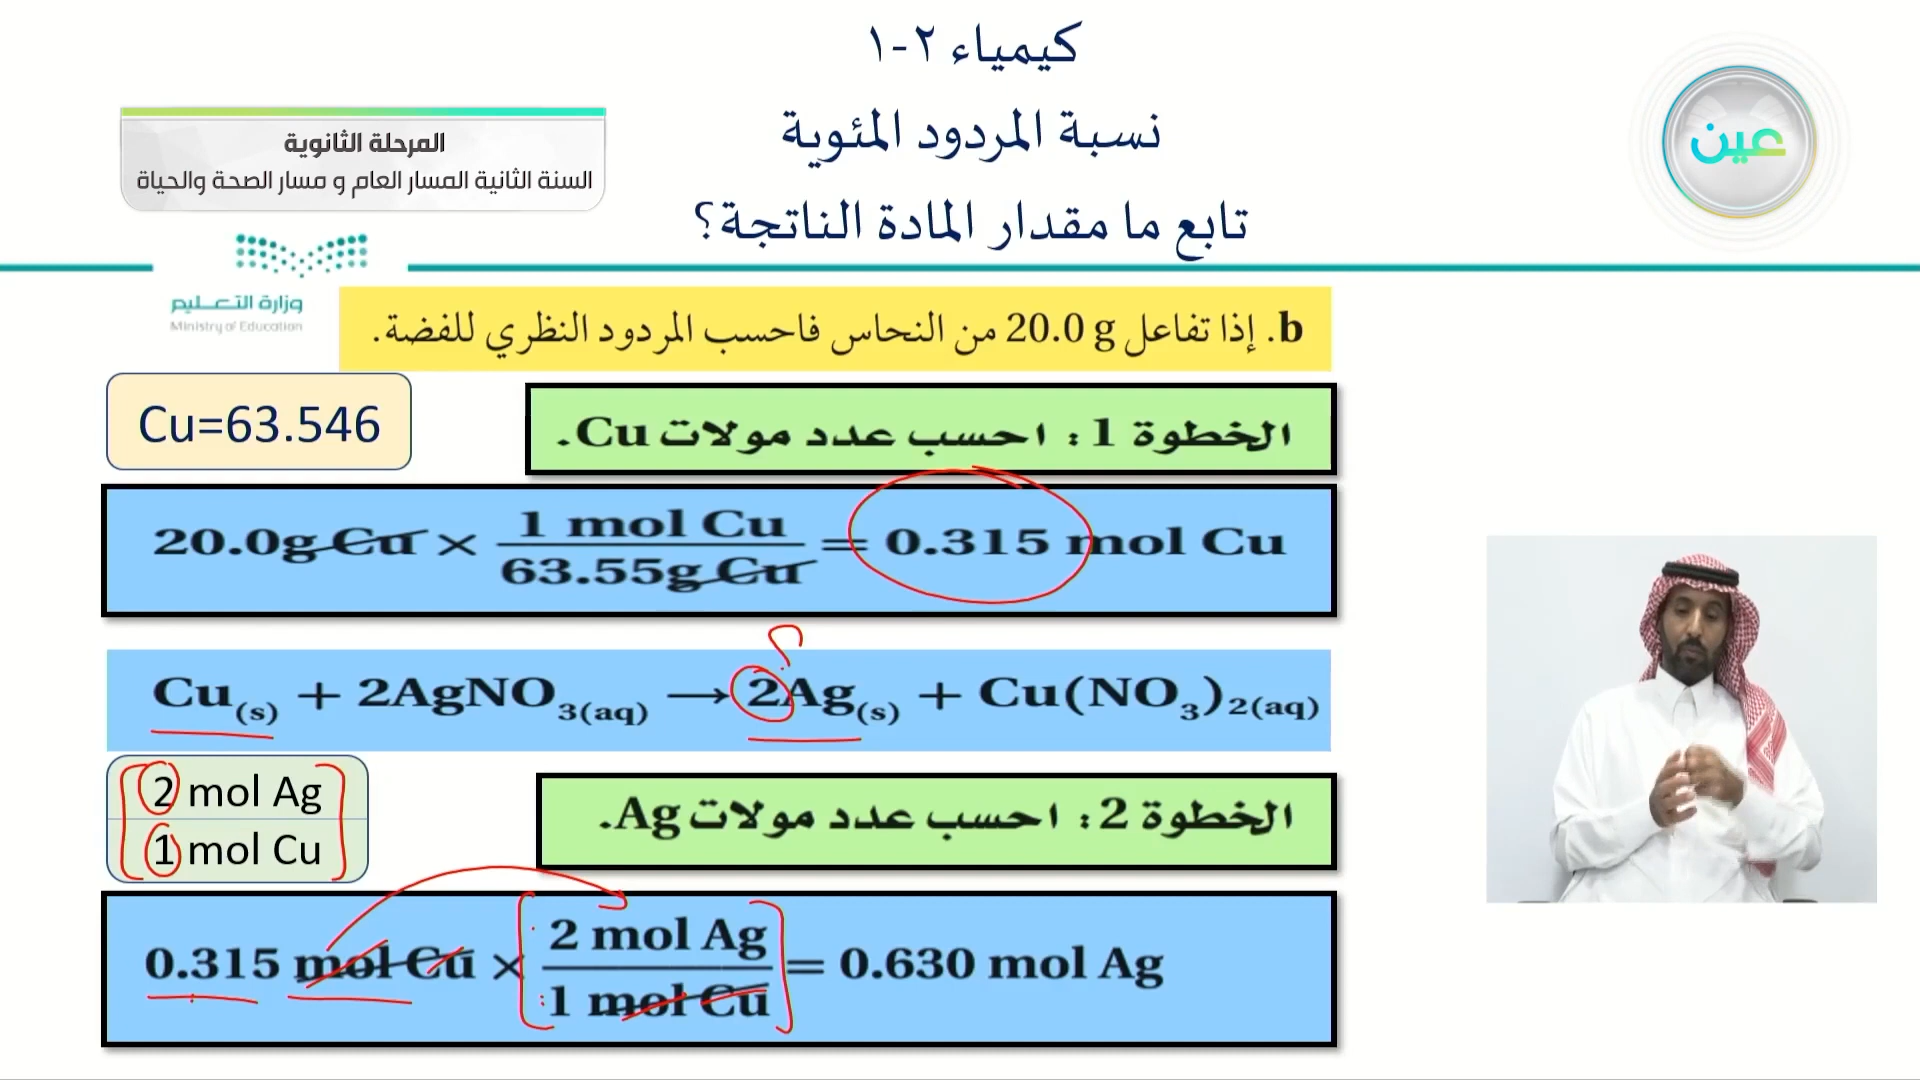 كيمياء ٢-١
نسبة المردود المئوية
تابع ما مقدار المادة الناتجة؟
المرحلة الثانوية
السنة الثانية المسار العام و مسار الصحة والحياة
عين
وزارة التعليم
Ministry of Education
b. إذا تفاعل 20.0 g من النحاس فاحسب المردود النظري للفضة.
Cu=63.546
الخطوة 1: احسب عدد مولات Cu.
20.0g Cu × 1 mol Cu / 63.55g Cu = 0.315 mol Cu
Cu(s) + 2AgNO3(aq) → 2Ag(s) + Cu(NO3)2(aq)
2 mol Ag
1 mol Cu
الخطوة 2: احسب عدد مولات Ag.
0.315 mol Cu × 2 mol Ag / 1 mol Cu = 0.630 mol Ag